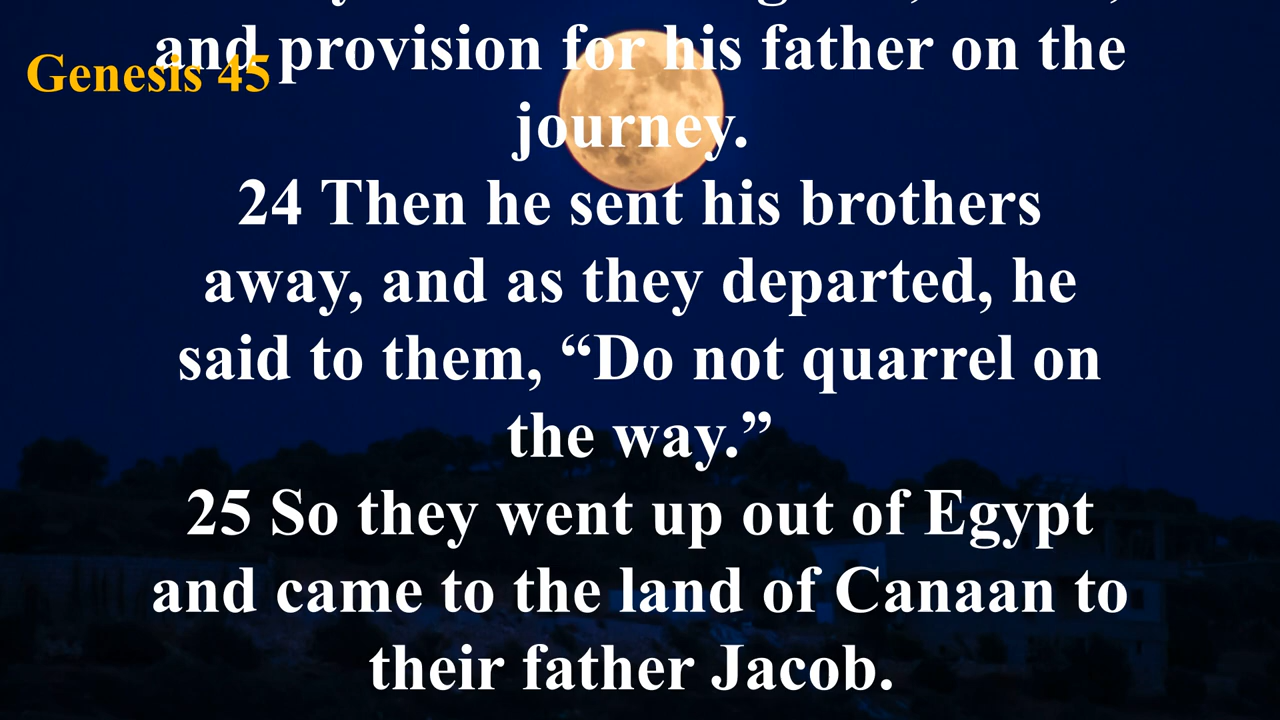 and provision for his father on the
Genesis 45
journey.
24 Then he sent his brothers
away, and as they departed, he
said to them, “Do not quarrel on
the way.”
25 So they went up out of Egypt
and came to the land of Canaan to
their father Jacob.